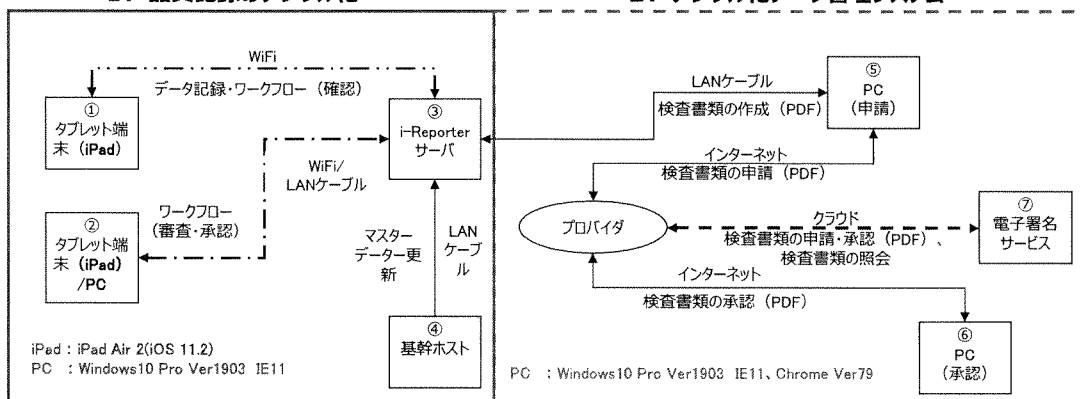 WiFi
データ記録・ワークフロー（確認）
①
タブレット端
末（iPad）
③
i-Reporter
サーバ
WiFi/
LANケーブル
ワークフロー
（審査・承認）
②
タブレット端
末（iPad）
/PC
マスター
データー更
新
LAN
ケーブ
ル
④
基幹ホスト
iPad：iPad Air 2(iOS 11.2)
PC ：Windows10 Pro Ver1903 IE11
LANケーブル
検査書類の作成（PDF）
⑤
PC
（申請）
インターネット
検査書類の申請（PDF）
プロバイダ
クラウド
検査書類の申請・承認（PDF）、
検査書類の照会
⑦
電子署名
サービス
インターネット
検査書類の承認（PDF）
⑥
PC
（承認）
PC ：Windows10 Pro Ver1903 IE11、Chrome Ver79